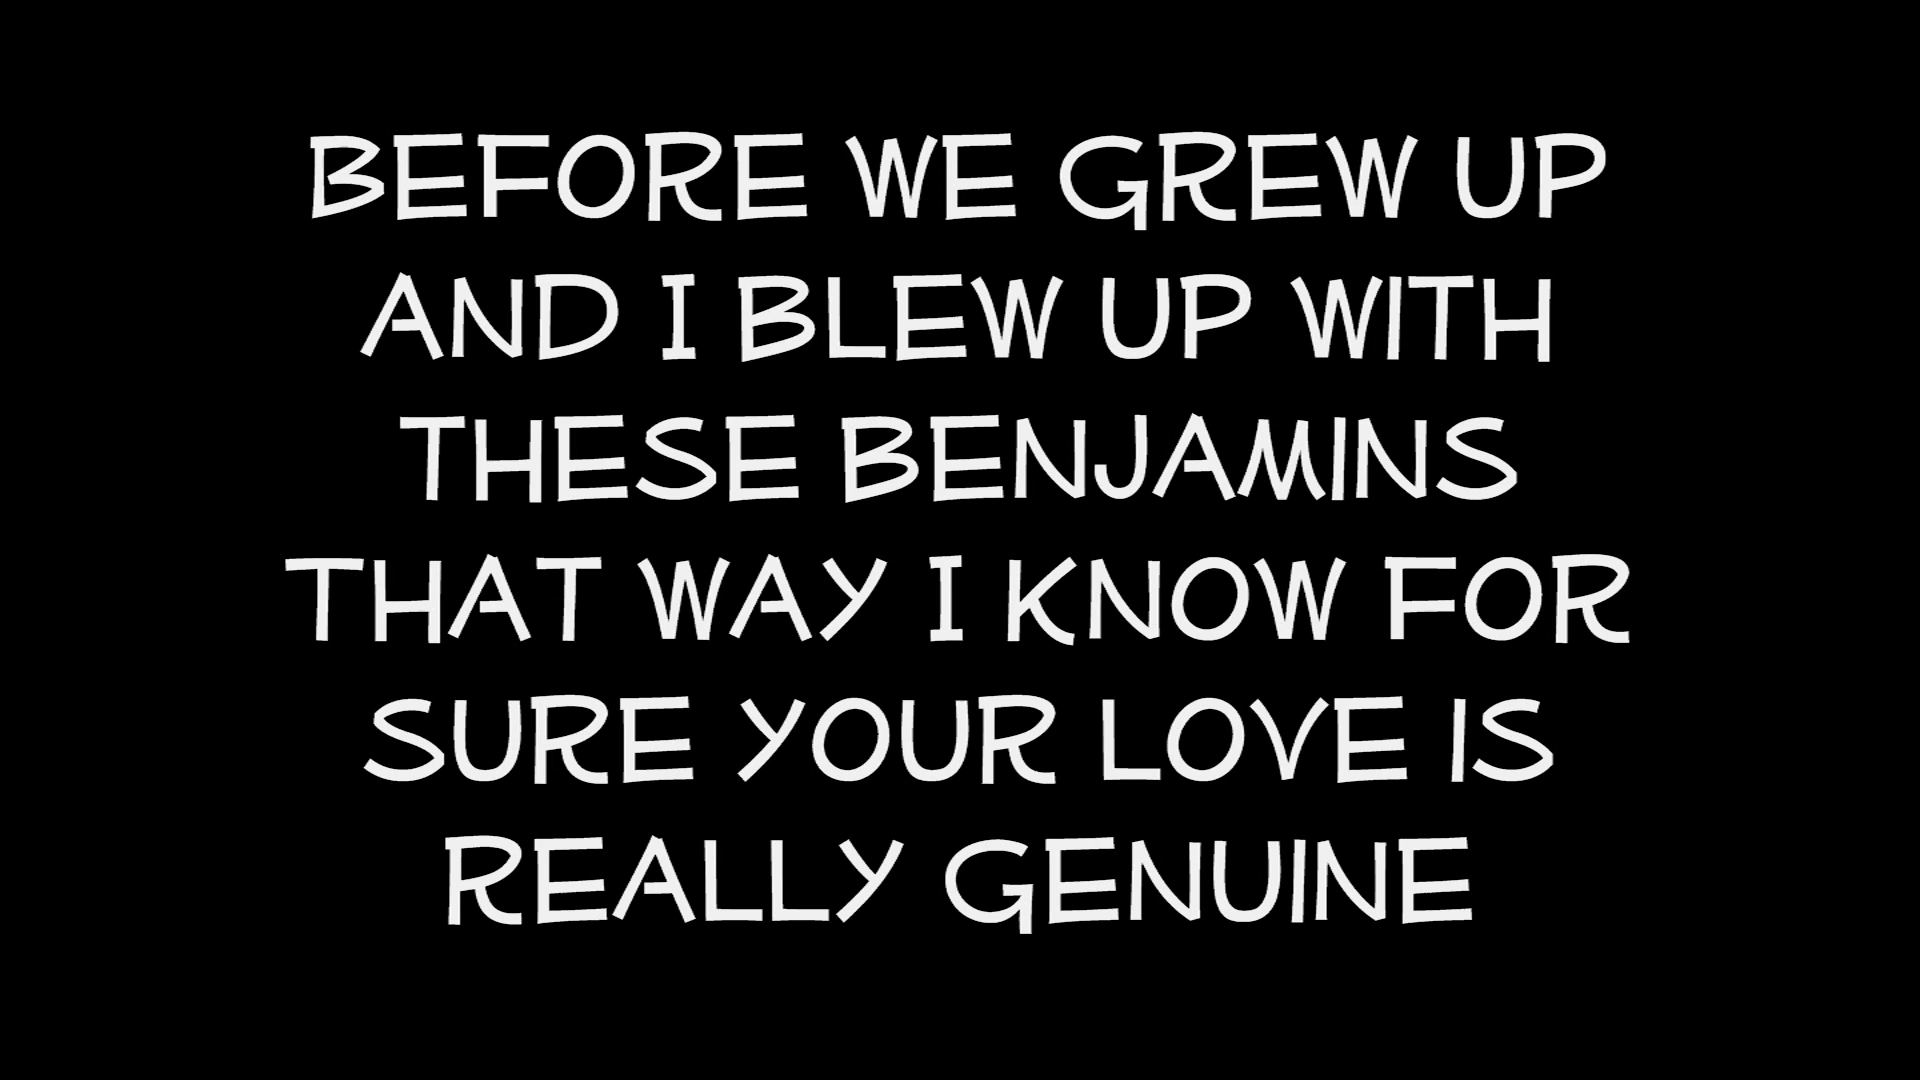 BEFORE WE GREW UP
AND I BLEW UP WITH
THESE BENJAMINS
THAT WAY I KNOW FOR
SURE YOUR LOVE IS
REALLY GENUINE